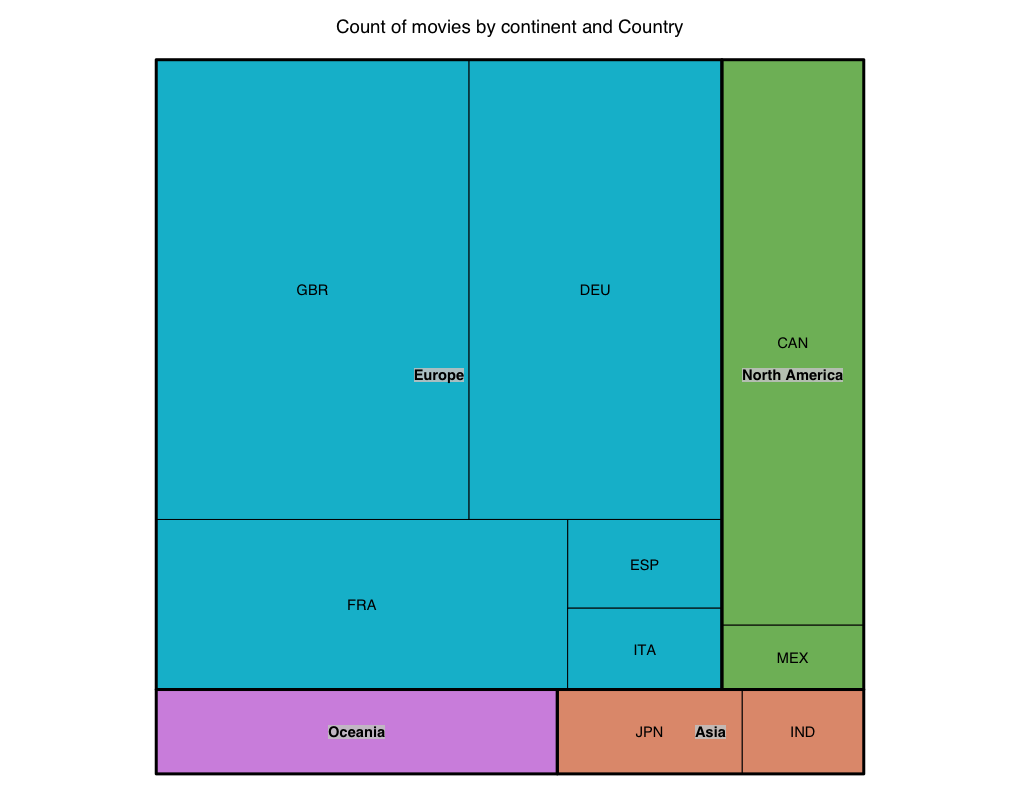 Count of movies by continent and Country
GBR
DEU
CAN
Europe
North America
ESP
FRA
ITA
MEX
Oceania
JPN
Asia
IND